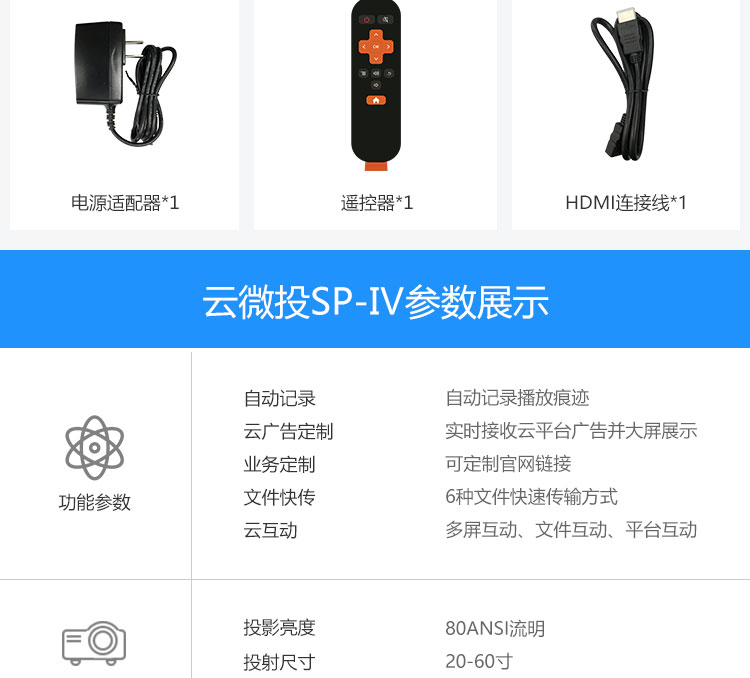 OK
电源适配器*1
遥控器*1
HDMI连接线*1
云微投SP-IV参数展示
自动记录 自动记录播放痕迹
云广告定制 实时接收云平台广告并大屏展示
业务定制 可定制官网链接
文件快传 6种文件快速传输方式
云互动 多屏互动、文件互动、平台互动
功能参数
投影亮度 80ANSI流明
投射尺寸 20-60寸